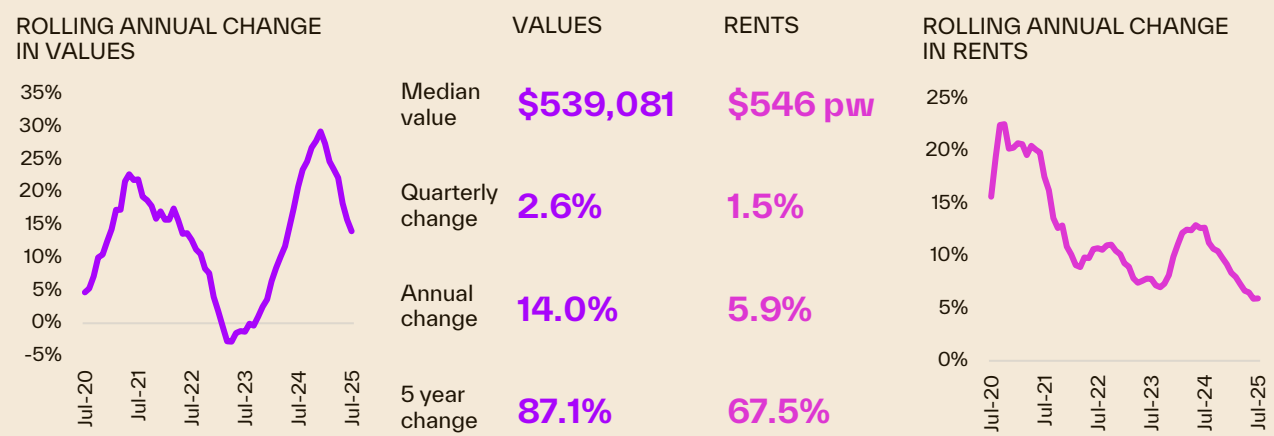 ROLLING ANNUAL CHANGE
IN VALUES
35%
30%
25%
20%
15%
10%
5%
0%
-5%
Jul-20
Jul-21
Jul-22
Jul-23
Jul-24
Jul-25
VALUES
RENTS
Median
value
$539,081
$546 pw
Quarterly
change
2.6%
1.5%
Annual
change
14.0%
5.9%
5 year
change
87.1%
67.5%
ROLLING ANNUAL CHANGE
IN RENTS
25%
20%
15%
10%
5%
0%
Jul-20
Jul-21
Jul-22
Jul-23
Jul-24
Jul-25